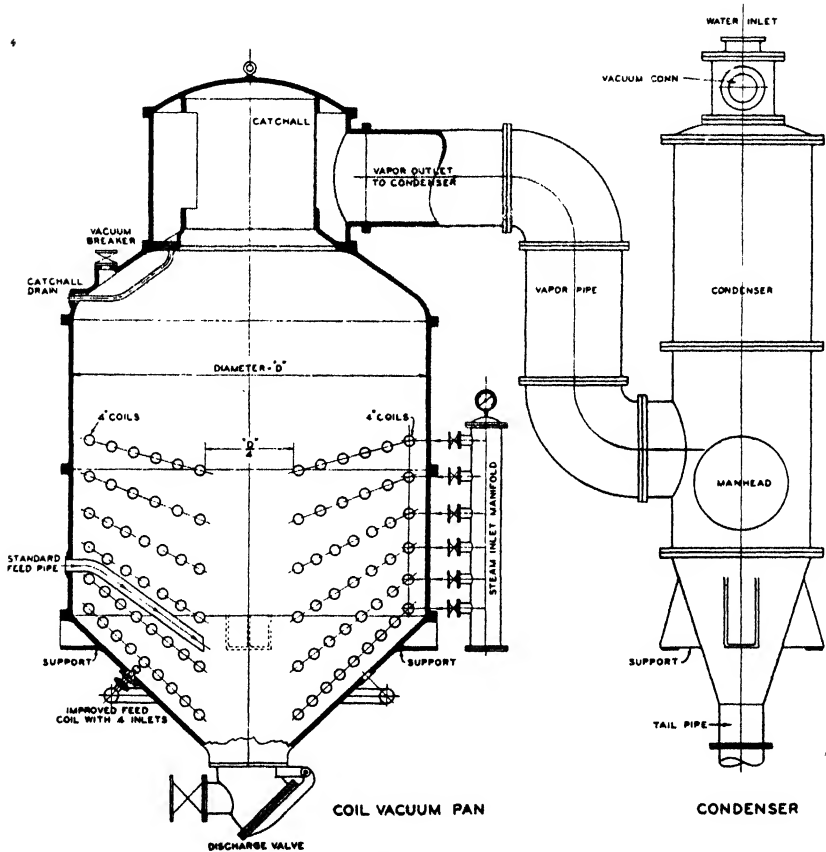 WATER INLET
VACUUM CONN
CATCHALL
VAPOR OUTLET
TO CONDENSER
VACUUM
BREAKER
CATCHALL
DRAIN
VAPOR PIPE
CONDENSER
DIAMETER-"D"
4" COILS
"D"
4
4" COILS
STEAM INLET MANIFOLD
MANHEAD
STANDARD
FEED PIPE
SUPPORT
SUPPORT
SUPPORT
IMPROVED FEED
COIL WITH 4 INLETS
TAIL PIPE
COIL VACUUM PAN
CONDENSER
DISCHARGE VALVE